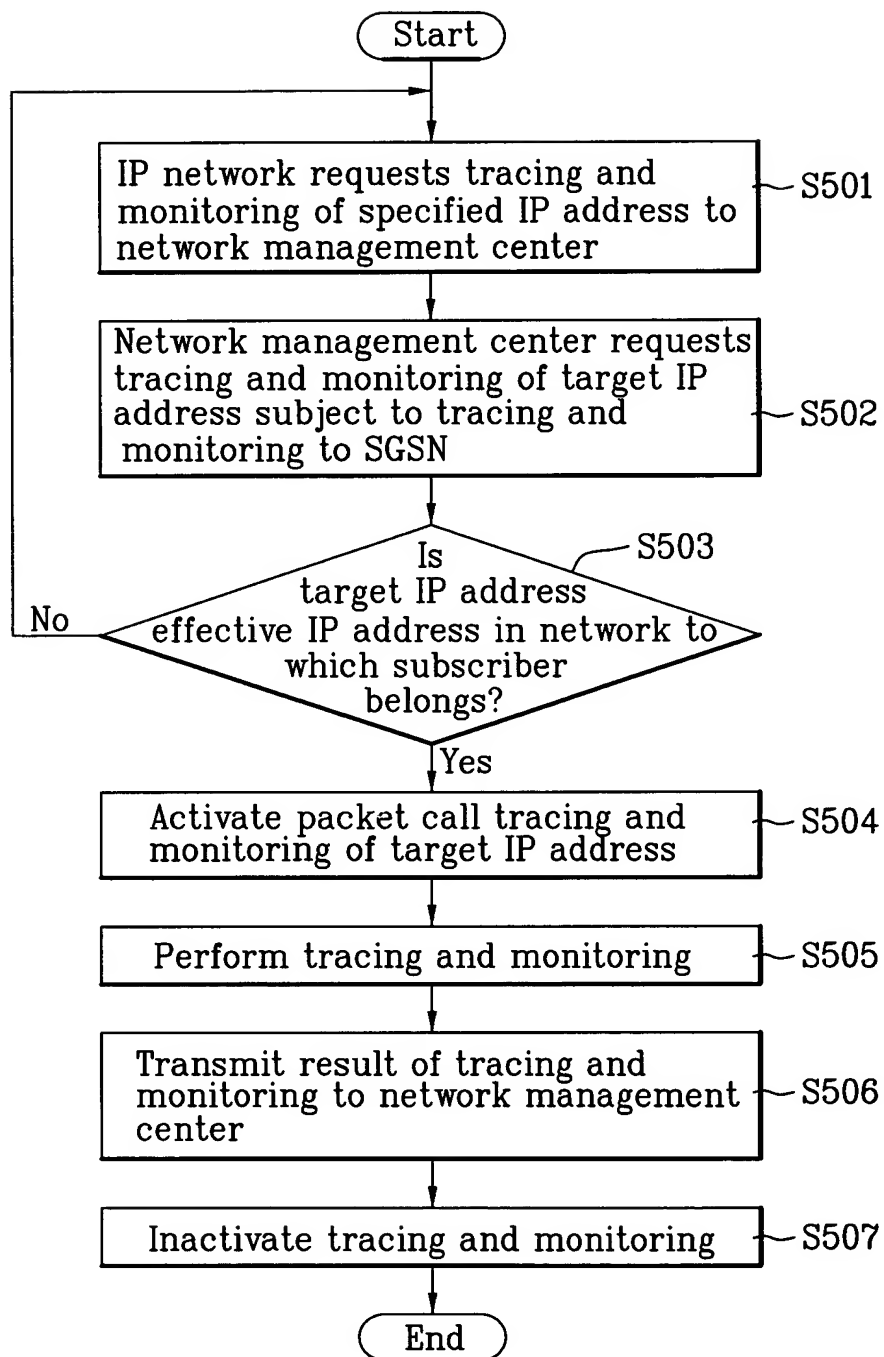 Start
IP network requests tracing and
monitoring of specified IP address to
network management center
S501
Network management center requests
tracing and monitoring of target IP
address subject to tracing and
monitoring to SGSN
S502
S503
Is
target IP address
effective IP address in network to
which subscriber
belongs?
No
Yes
Activate packet call tracing and
monitoring of target IP address
S504
Perform tracing and monitoring
S505
Transmit result of tracing and
monitoring to network management
center
S506
Inactivate tracing and monitoring
S507
End